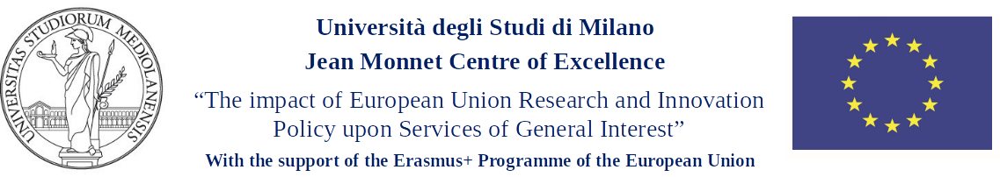 UNIVERSITAS STUDIORUM MEDIOLANENSIS
Università degli Studi di Milano
Jean Monnet Centre of Excellence
“The impact of European Union Research and Innovation
Policy upon Services of General Interest”
With the support of the Erasmus+ Programme of the European Union